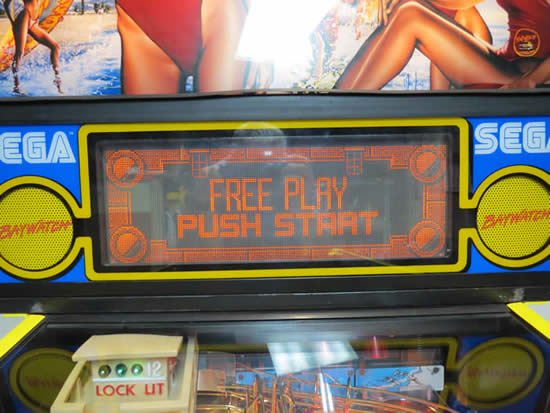 SEGA
SEGA
BAYWATCH
FREE PLAY
PUSH START
BAYWATCH
12
LOCK LIT